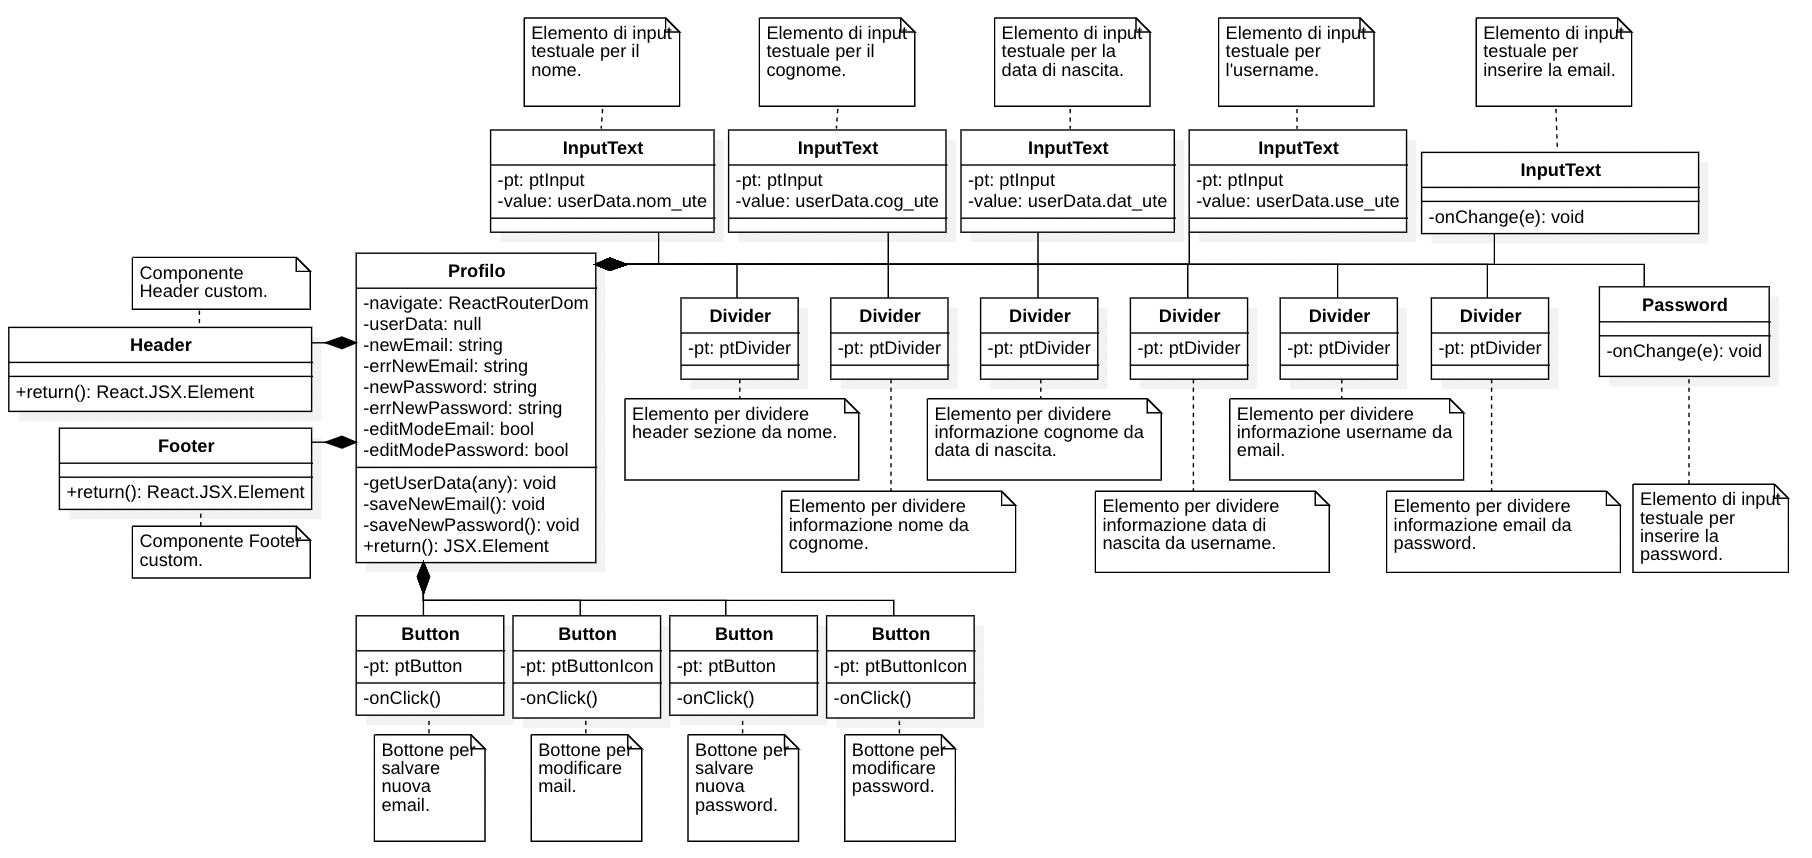 Elemento di input
testuale per il
nome.
Elemento di input
testuale per il
cognome.
Elemento di input
testuale per la
data di nascita.
Elemento di input
testuale per
l'username.
Elemento di input
testuale per
inserire la email.
InputText
-pt: ptInput
-value: userData.nom_ute
InputText
-pt: ptInput
-value: userData.cog_ute
InputText
-pt: ptInput
-value: userData.dat_ute
InputText
-pt: ptInput
-value: userData.use_ute
InputText
-onChange(e): void
Componente
Header custom.
Header
+return(): React.JSX.Element
Footer
+return(): React.JSX.Element
Componente Footer
custom.
Profilo
-navigate: ReactRouterDom
-userData: null
-newEmail: string
-errNewEmail: string
-newPassword: string
-errNewPassword: string
-editModeEmail: bool
-editModePassword: bool
-getUserData(any): void
-saveNewEmail(): void
-saveNewPassword(): void
+return(): JSX.Element
Divider
-pt: ptDivider
Divider
-pt: ptDivider
Divider
-pt: ptDivider
Divider
-pt: ptDivider
Divider
-pt: ptDivider
Divider
-pt: ptDivider
Password
-onChange(e): void
Elemento per dividere
header sezione da nome.
Elemento per dividere
informazione cognome da
data di nascita.
Elemento per dividere
informazione username da
email.
Elemento per dividere
informazione nome da
cognome.
Elemento per dividere
informazione data di
nascita da username.
Elemento per dividere
informazione email da
password.
Elemento di input
testuale per
inserire la
password.
Button
-pt: ptButton
-onClick()
Button
-pt: ptButtonIcon
-onClick()
Button
-pt: ptButton
-onClick()
Button
-pt: ptButtonIcon
-onClick()
Bottone per
salvare
nuova
email.
Bottone per
modificare
mail.
Bottone per
salvare
nuova
password.
Bottone per
modificare
password.